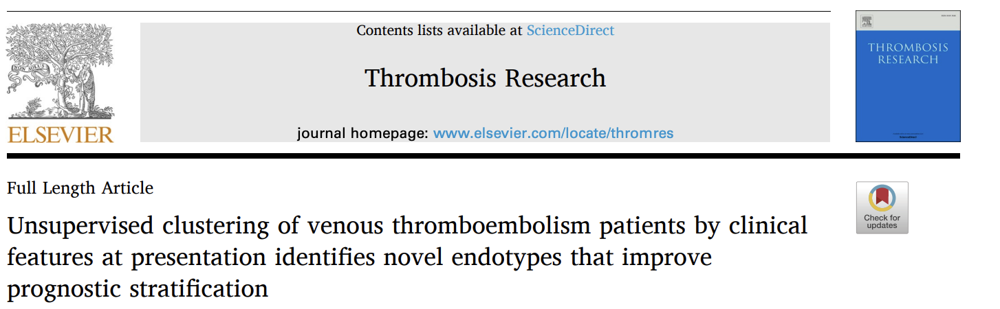 Contents lists available at ScienceDirect
Thrombosis Research
journal homepage: www.elsevier.com/locate/thromres
NON SOLUS
ELSEVIER
THROMBOSIS
RESEARCH
Full Length Article
Unsupervised clustering of venous thromboembolism patients by clinical
features at presentation identifies novel endotypes that improve
prognostic stratification
Check for
updates